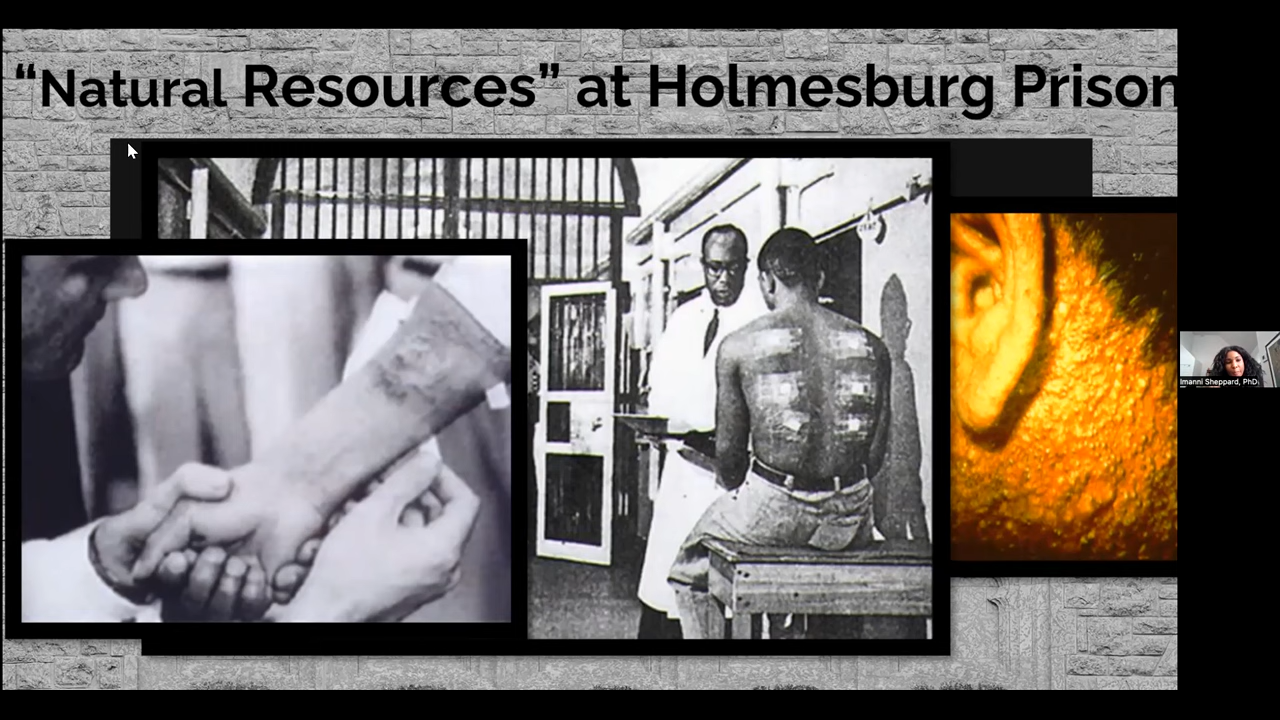 “Natural Resources” at Holmesburg Prison
Imanni Sheppard, PhD